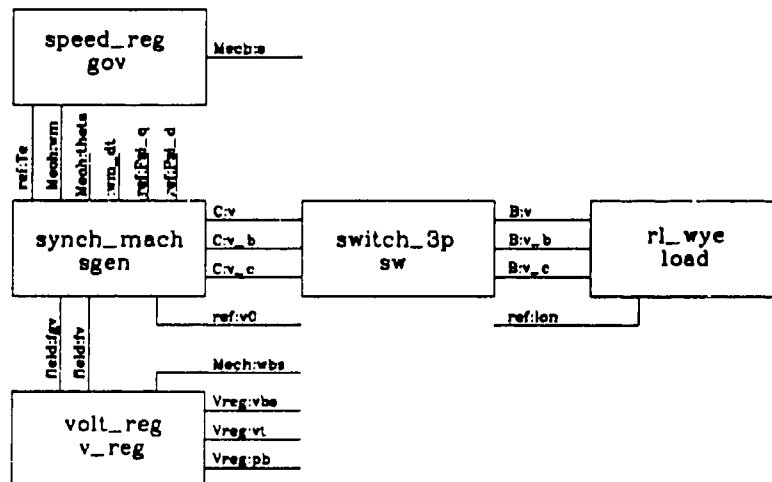 speed_reg
gov
Mech:s
ref:Te
Mech:wm
Mech:theta
:wm_dt
ref:Psi_q
ref:Psi_d
synch_mach
sgen
C:v
C:v_b
C:v_c
switch_3p
sw
B:v
B:v_b
B:v_c
rl_wye
load
ref:v0
ref:Ion
field:fgv
field:fv
Mech:wbs
volt_reg
v_reg
Vreg:vbs
Vreg:vt
Vreg:pb